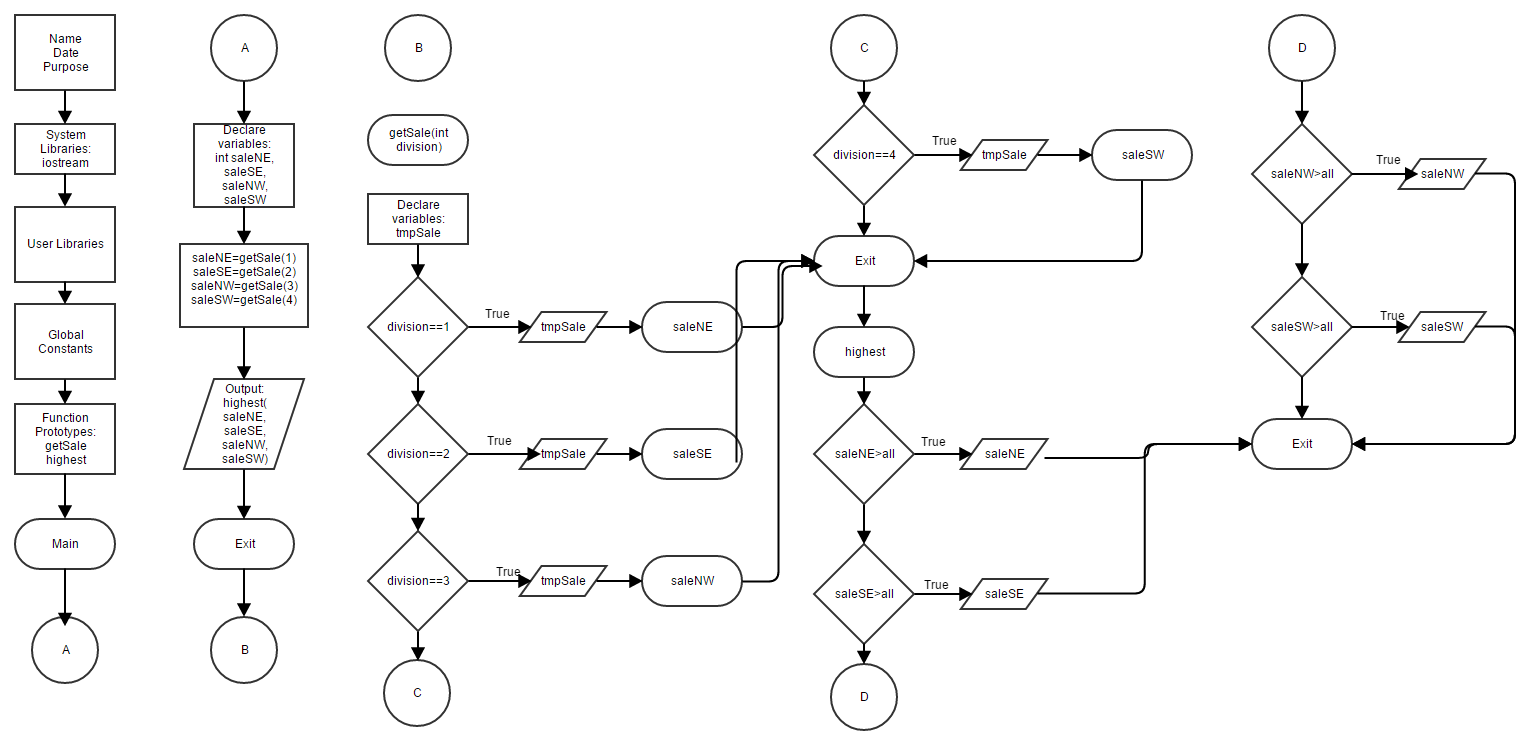 Name
Date
Purpose
System
Libraries:
iostream
User Libraries
Global
Constants
Function
Prototypes:
getSale
highest
Main
A
A
Declare
variables:
int saleNE,
saleSE,
saleNW,
saleSW
saleNE=getSale(1)
saleSE=getSale(2)
saleNW=getSale(3)
saleSW=getSale(4)
Output:
highest(
saleNE,
saleSE,
saleNW,
saleSW)
Exit
B
B
getSale(int
division)
Declare
variables:
tmpSale
division==1
True
tmpSale
saleNE
division==2
True
tmpSale
saleSE
division==3
True
tmpSale
saleNW
C
C
division==4
True
tmpSale
saleSW
Exit
highest
saleNE>all
True
saleNE
saleSE>all
True
saleSE
D
D
saleNW>all
True
saleNW
saleSW>all
True
saleSW
Exit